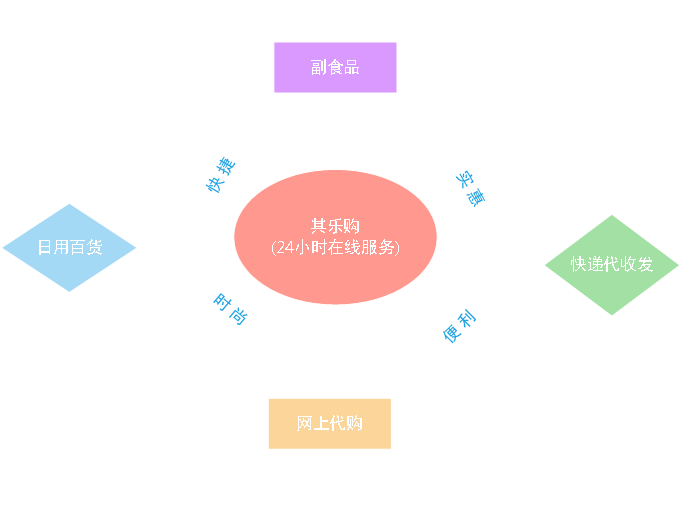 副食品
快捷
实惠
其乐购
(24小时在线服务)
日用百货
快递代收发
时尚
便利
网上代购